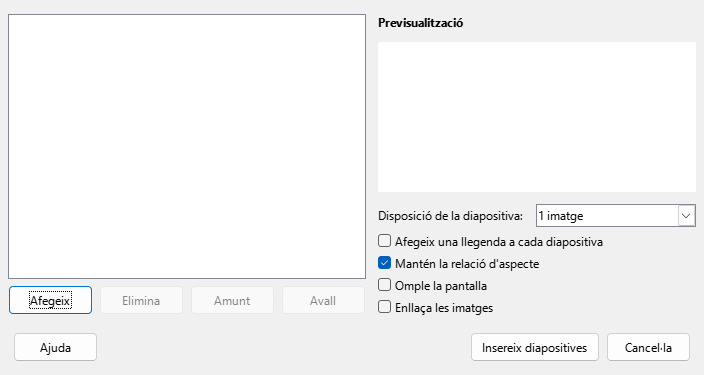 Previsualització
Disposició de la diapositiva: 1 imatge
Afegeix una llegenda a cada diapositiva
Mantén la relació d'aspecte
Omple la pantalla
Enllaça les imatges
Afegeix Elimina Amunt Avall
Ajuda Insereix diapositives Cancel·la